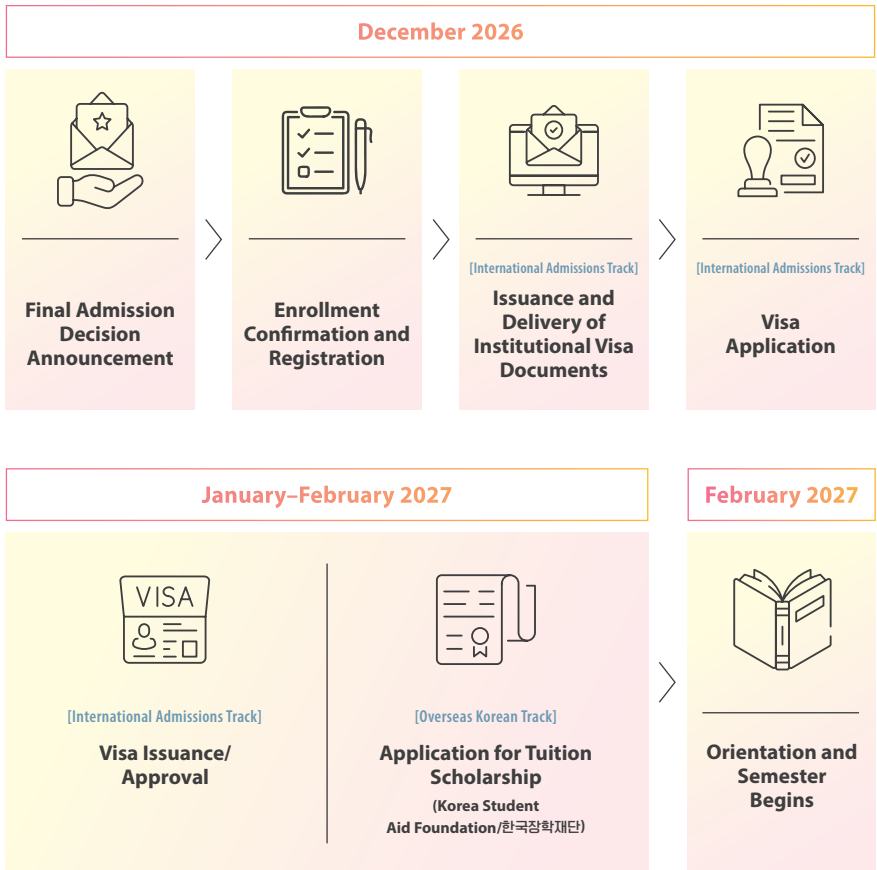 December 2026
Final Admission
Decision
Announcement
Enrollment
Confirmation and
Registration
[International Admissions Track]
Issuance and
Delivery of
Institutional Visa
Documents
[International Admissions Track]
Visa
Application
January–February 2027
VISA
[International Admissions Track]
Visa Issuance/
Approval
[Overseas Korean Track]
Application for Tuition
Scholarship
(Korea Student
Aid Foundation/한국장학재단)
February 2027
Orientation and
Semester
Begins